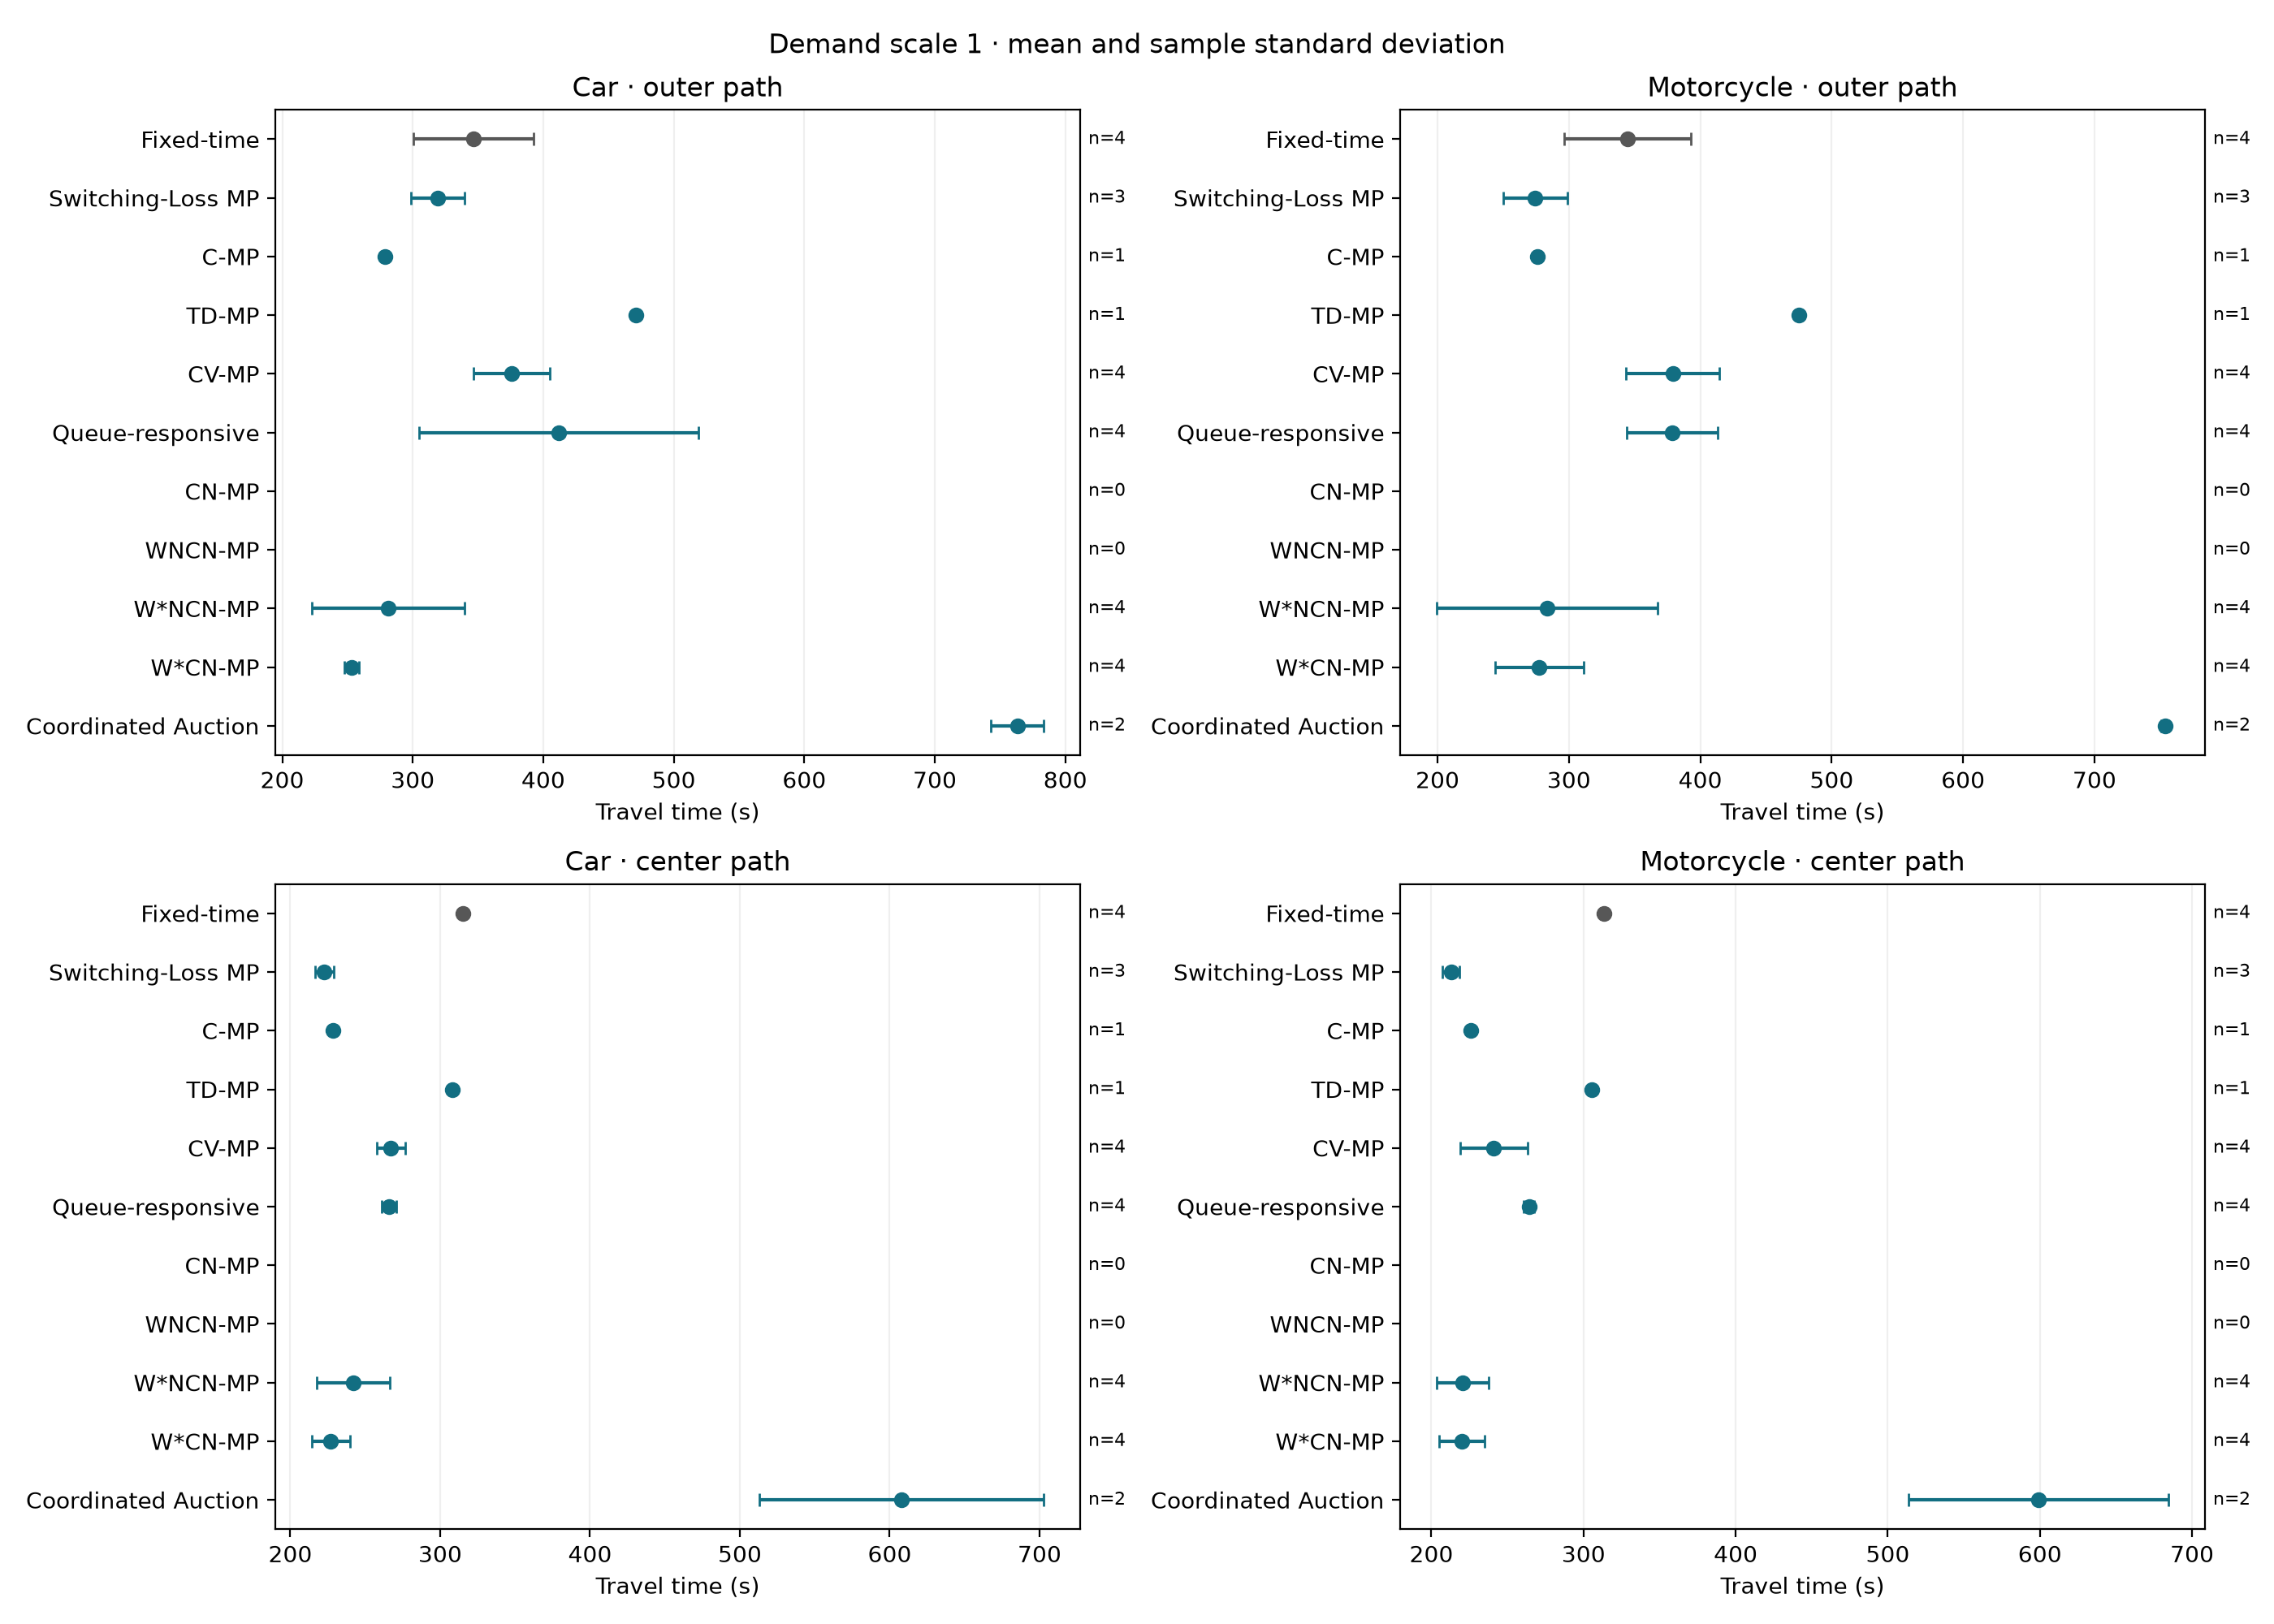 Demand scale 1 · mean and sample standard deviation
Car · outer path
Fixed-time n=4
Switching-Loss MP n=3
C-MP n=1
TD-MP n=1
CV-MP n=4
Queue-responsive n=4
CN-MP n=0
WNCN-MP n=0
W*NCN-MP n=4
W*CN-MP n=4
Coordinated Auction n=2
200 300 400 500 600 700 800
Travel time (s)
Motorcycle · outer path
Fixed-time n=4
Switching-Loss MP n=3
C-MP n=1
TD-MP n=1
CV-MP n=4
Queue-responsive n=4
CN-MP n=0
WNCN-MP n=0
W*NCN-MP n=4
W*CN-MP n=4
Coordinated Auction n=2
200 300 400 500 600 700
Travel time (s)
Car · center path
Fixed-time n=4
Switching-Loss MP n=3
C-MP n=1
TD-MP n=1
CV-MP n=4
Queue-responsive n=4
CN-MP n=0
WNCN-MP n=0
W*NCN-MP n=4
W*CN-MP n=4
Coordinated Auction n=2
200 300 400 500 600 700
Travel time (s)
Motorcycle · center path
Fixed-time n=4
Switching-Loss MP n=3
C-MP n=1
TD-MP n=1
CV-MP n=4
Queue-responsive n=4
CN-MP n=0
WNCN-MP n=0
W*NCN-MP n=4
W*CN-MP n=4
Coordinated Auction n=2
200 300 400 500 600 700
Travel time (s)